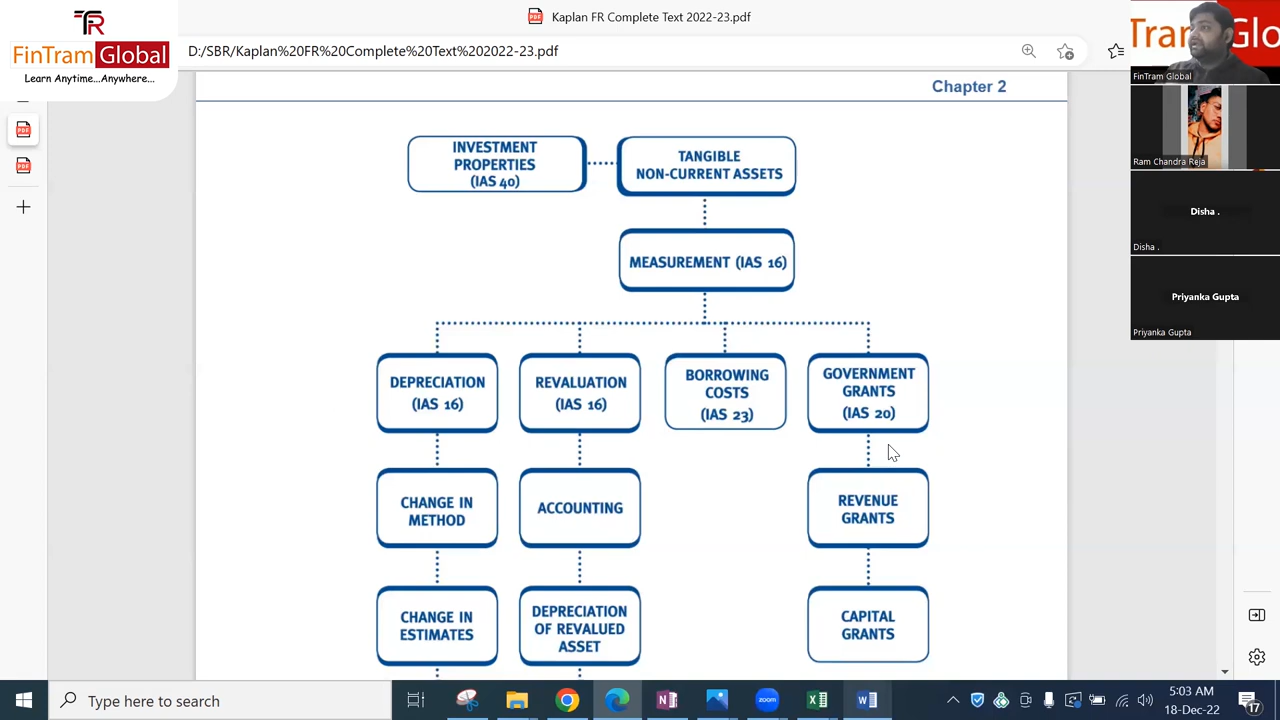 Kaplan FR Complete Text 2022-23.pdf
TR
FinTram Global
Learn Anytime...Anywhere...
D:/SBR/Kaplan%20FR%20Complete%20Text%202022-23.pdf
Tram Glo
FinTram Global
Ram Chandra Reja
Disha .
Disha .
Priyanka Gupta
Priyanka Gupta
Chapter 2
INVESTMENT
PROPERTIES
(IAS 40)
TANGIBLE
NON-CURRENT ASSETS
MEASUREMENT (IAS 16)
DEPRECIATION
(IAS 16)
REVALUATION
(IAS 16)
BORROWING
COSTS
(IAS 23)
GOVERNMENT
GRANTS
(IAS 20)
CHANGE IN
METHOD
ACCOUNTING
REVENUE
GRANTS
CHANGE IN
ESTIMATES
DEPRECIATION
OF REVALUED
ASSET
CAPITAL
GRANTS
Type here to search
5:03 AM
18-Dec-22
17